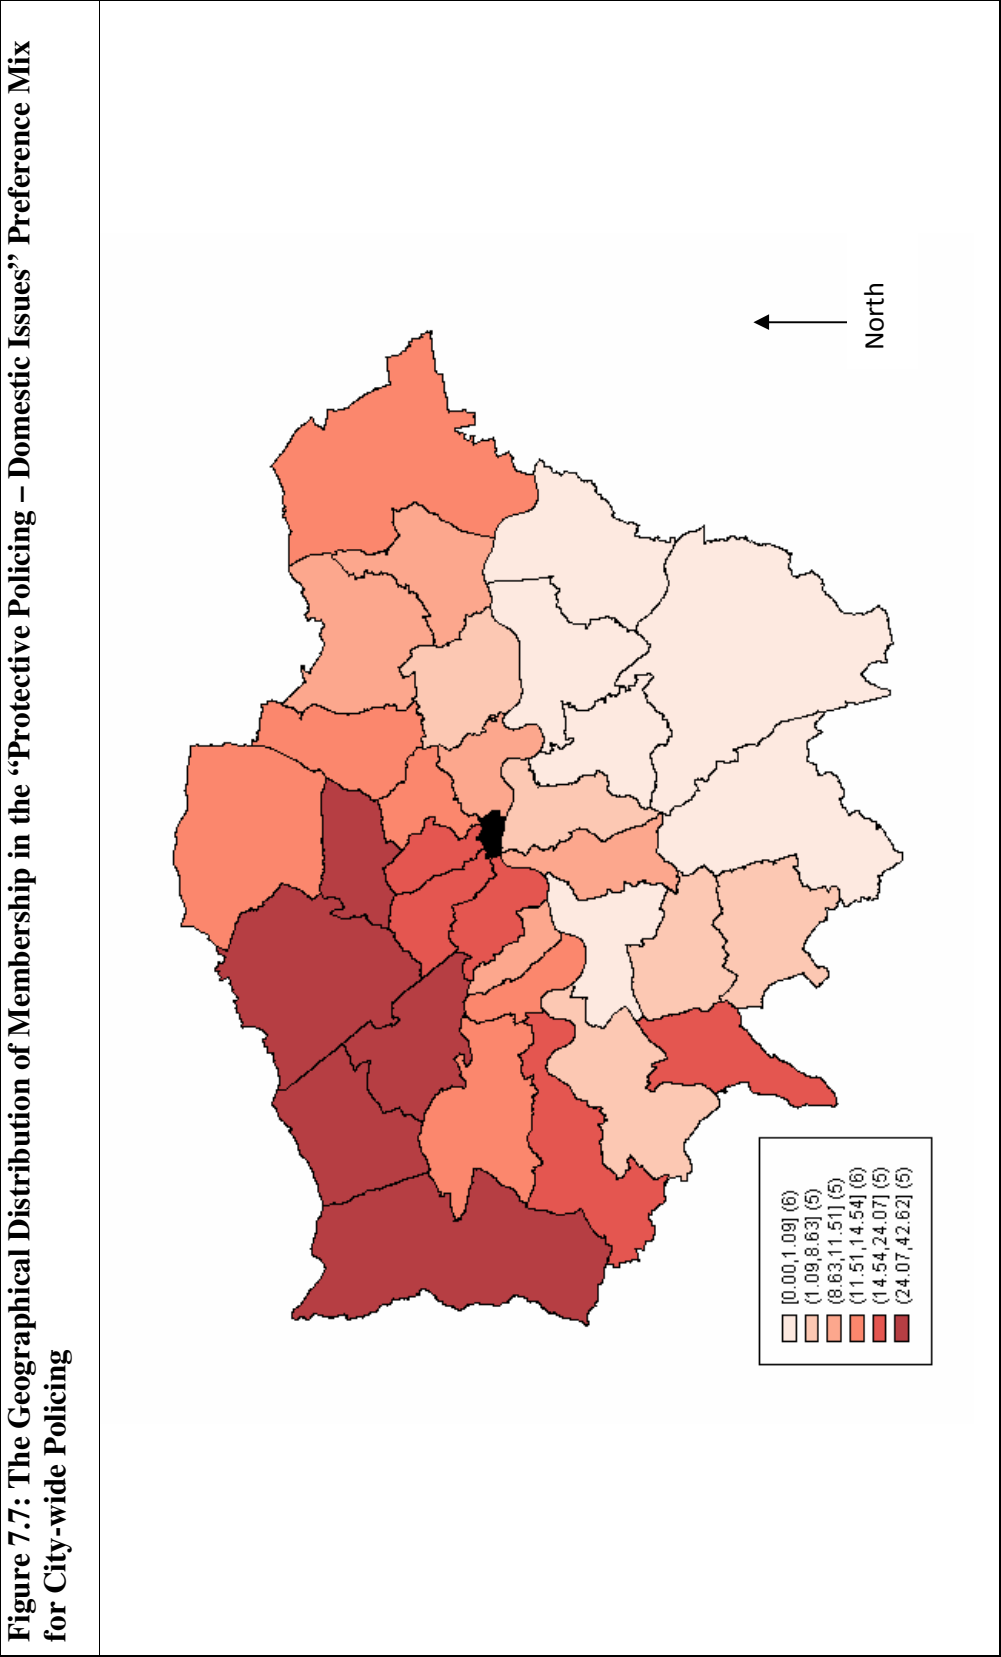 Figure 7.7: The Geographical Distribution of Membership in the “Protective Policing – Domestic Issues” Preference Mix
for City-wide Policing
North
[0.00,1.09] (6)
(1.09,8.63] (5)
(8.63,11.51] (5)
(11.51,14.54] (6)
(14.54,24.07] (5)
(24.07,42.62] (5)